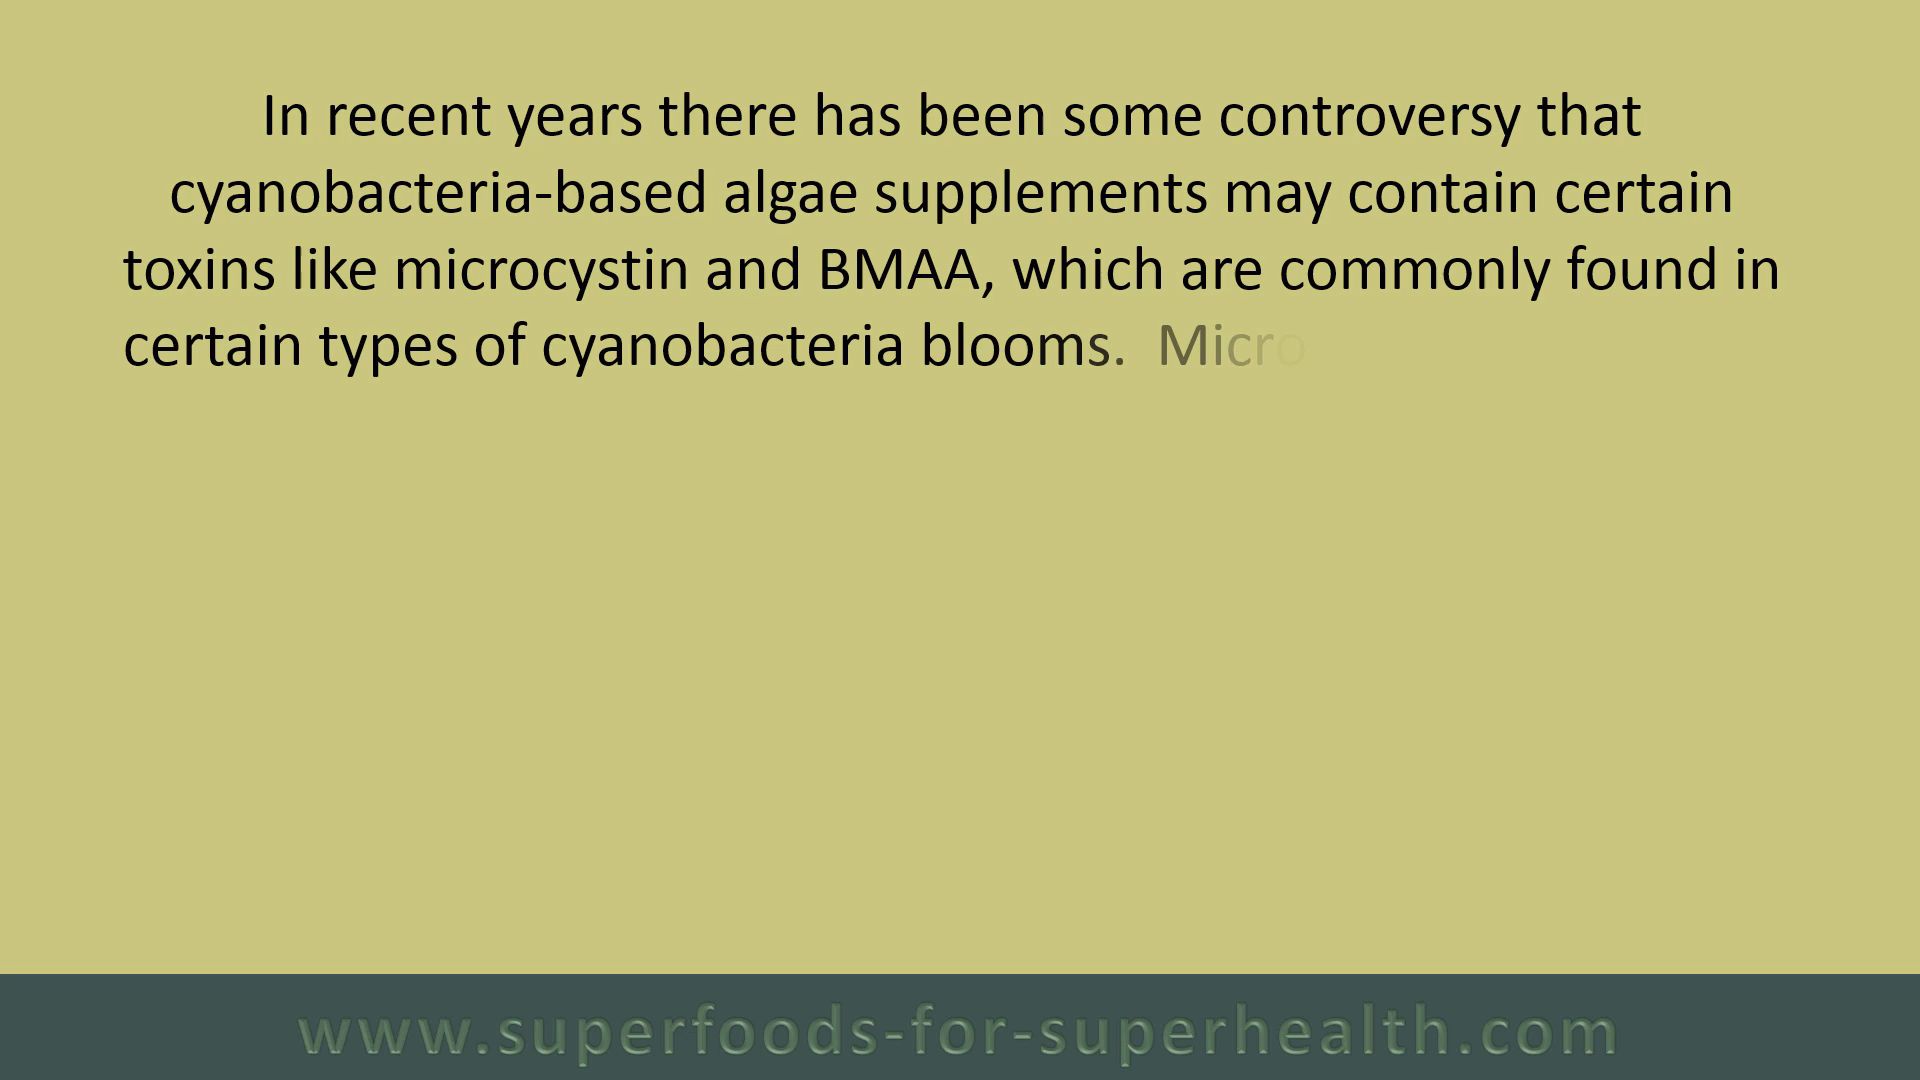 In recent years there has been some controversy that
cyanobacteria-based algae supplements may contain certain
toxins like microcystin and BMAA, which are commonly found in
certain types of cyanobacteria blooms.  Micro
www.superfoods-for-superhealth.com